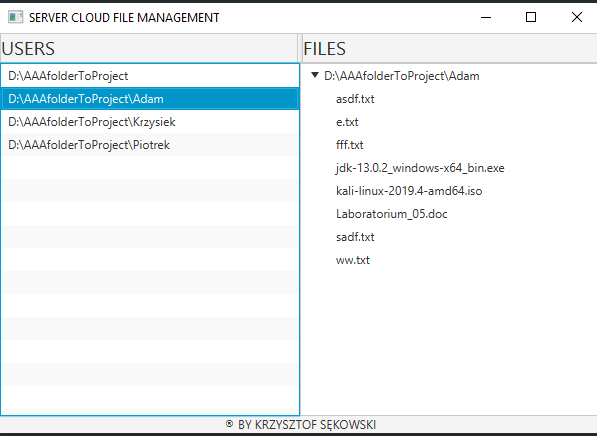 SERVER CLOUD FILE MANAGEMENT
USERS
D:\AAAfolderToProject
D:\AAAfolderToProject\Adam
D:\AAAfolderToProject\Krzysiek
D:\AAAfolderToProject\Piotrek
FILES
D:\AAAfolderToProject\Adam
asdf.txt
e.txt
fff.txt
jdk-13.0.2_windows-x64_bin.exe
kali-linux-2019.4-amd64.iso
Laboratorium_05.doc
sadf.txt
ww.txt
® BY KRZYSZTOF SĘKOWSKI